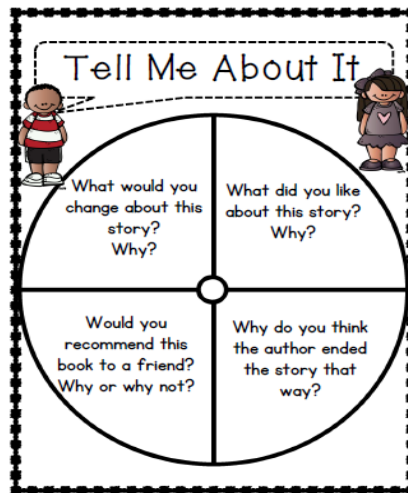 Tell Me About It
What would you
change about this
story?
Why?
What did you like
about this story?
Why?
Would you
recommend this
book to a friend?
Why or why not?
Why do you think
the author ended
the story that
way?